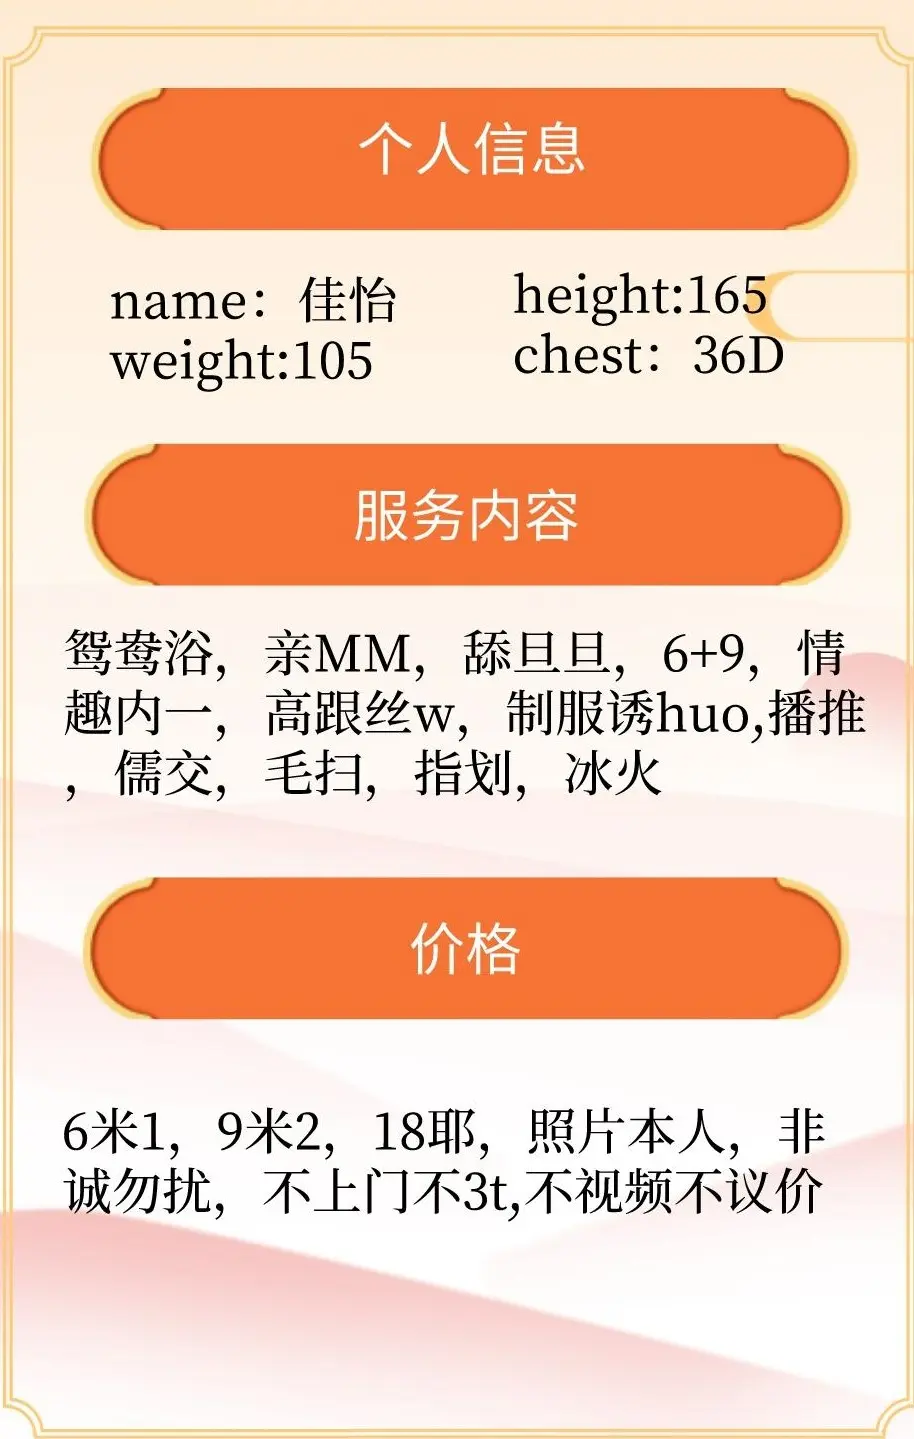 个人信息
name：佳怡 height:165
weight:105 chest：36D
服务内容
鸳鸯浴，亲MM，舔旦旦，6+9，情
趣内一，高跟丝w，制服诱huo,播推
，儒交，毛扫，指划，冰火
价格
6米1，9米2，18耶，照片本人，非
诚勿扰，不上门不3t,不视频不议价